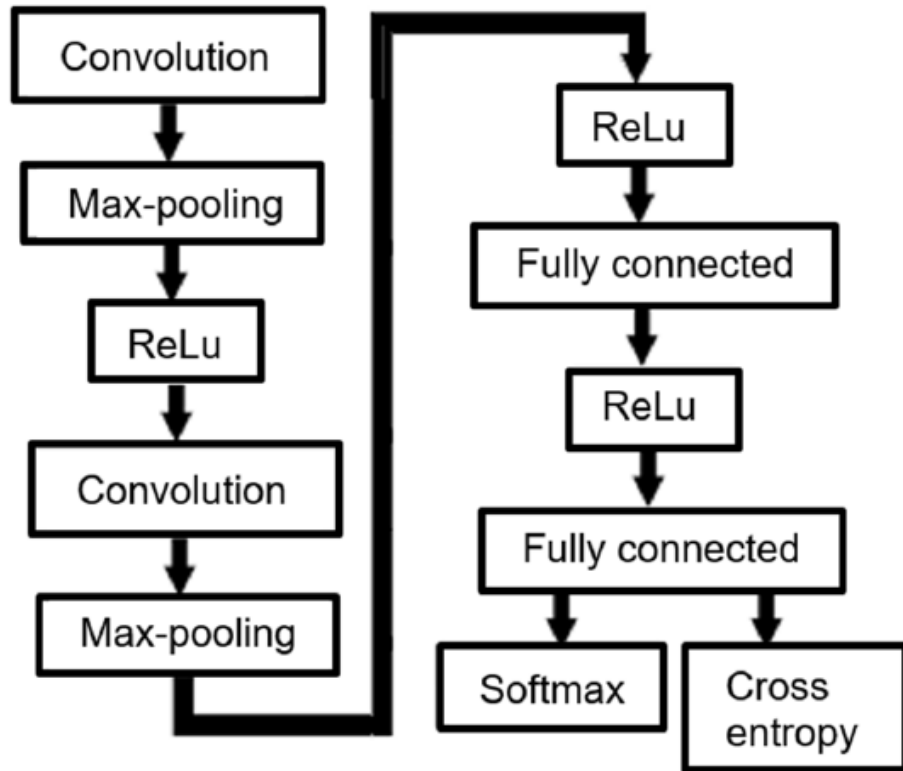 Convolution
Max-pooling
ReLu
Convolution
Max-pooling
ReLu
Fully connected
ReLu
Fully connected
Softmax
Cross
entropy